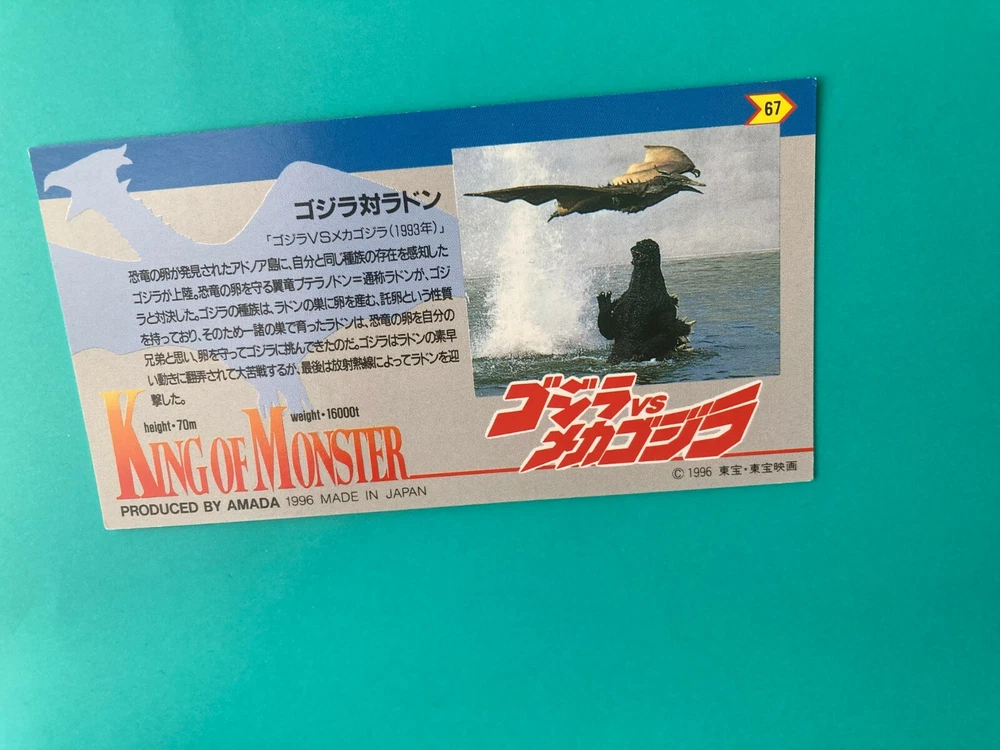 67
ゴジラ対ラドン
「ゴジラVSメカゴジラ(1993年)」
恐竜の卵が発見されたアドノア島に、自分と同じ種族の存在を感知した
ゴジラが上陸。恐竜の卵を守る翼竜プテラノドン=通称ラドンが、ゴジ
ラと対決した。ゴジラの種族は、ラドンの巣に卵を産む、託卵という性質
を持っており、そのため一諸の巣で育ったラドンは、恐竜の卵を自分の
兄弟と思い、卵を守ってゴジラに挑んできたのだ。ゴジラはラドンの素早
い動きに翻弄されて大苦戦するが、最後は放射熱線によってラドンを迎
撃した。
height・70m
weight・16000t
KING OF MONSTER
PRODUCED BY AMADA 1996 MADE IN JAPAN
ゴジラVS
メカゴジラ
© 1996 東宝・東宝映画